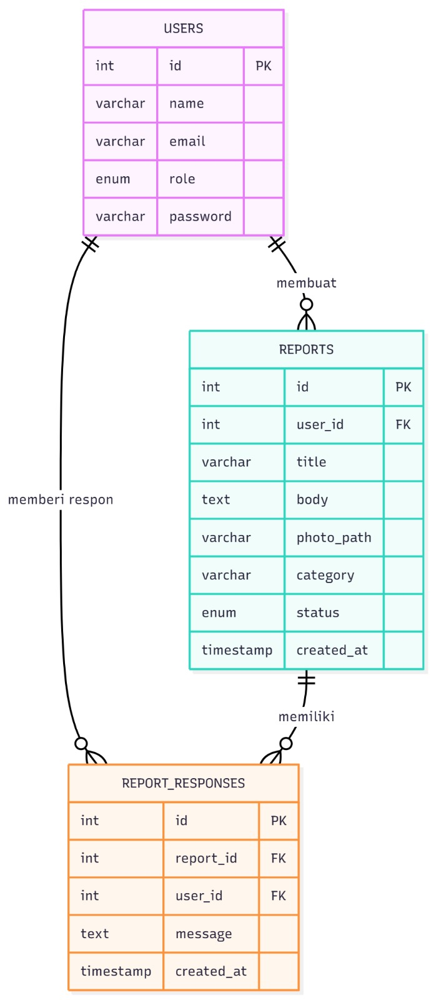 USERS
int id PK
varchar name
varchar email
enum role
varchar password
membuat
REPORTS
int id PK
int user_id FK
varchar title
text body
varchar photo_path
varchar category
enum status
timestamp created_at
memberi respon
memiliki
REPORT_RESPONSES
int id PK
int report_id FK
int user_id FK
text message
timestamp created_at